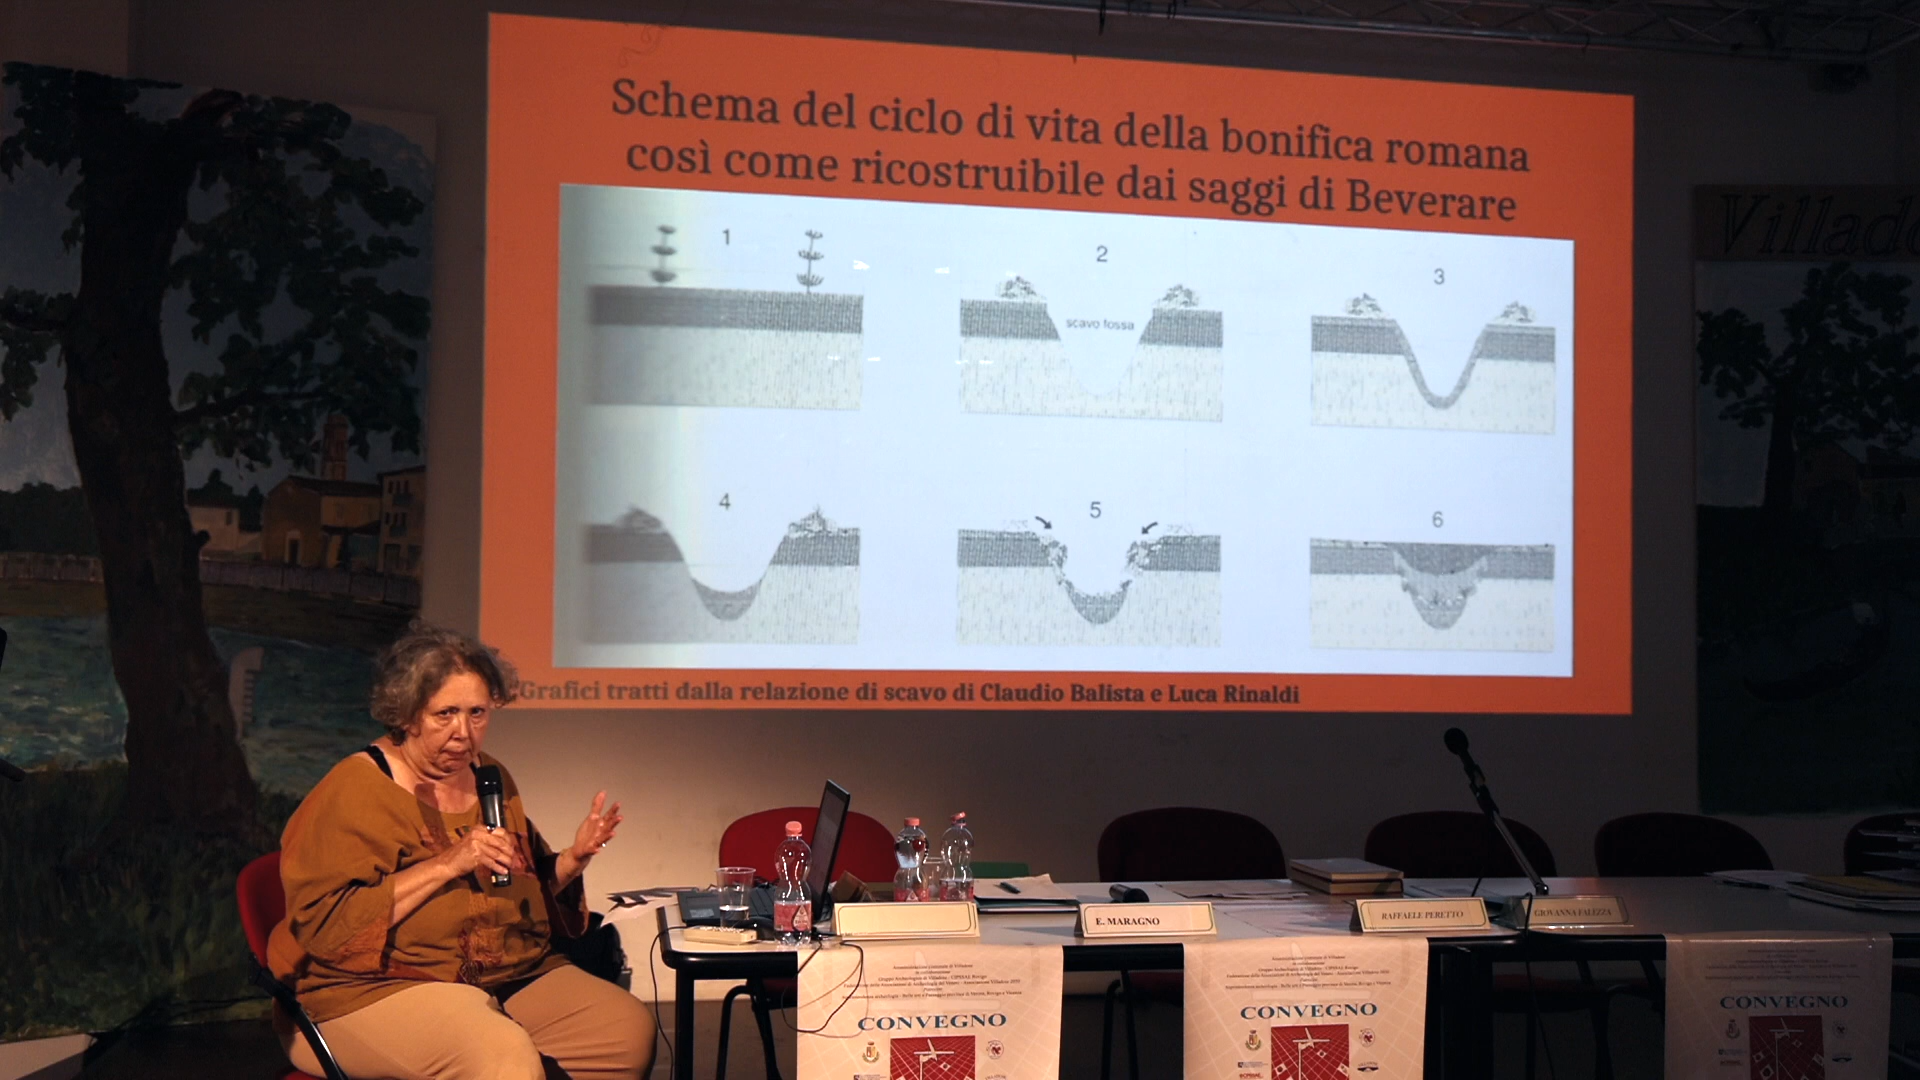 Schema del ciclo di vita della bonifica romana
così come ricostruibile dai saggi di Beverare
1
2
3
scavo fossa
4
5
6
Grafici tratti dalla relazione di scavo di Claudio Balista e Luca Rinaldi
Villado
E. MARAGNO
RAFFAELE PERETTO
GIOVANNA FALEZZA
CONVEGNO
CONVEGNO
CONVEGNO